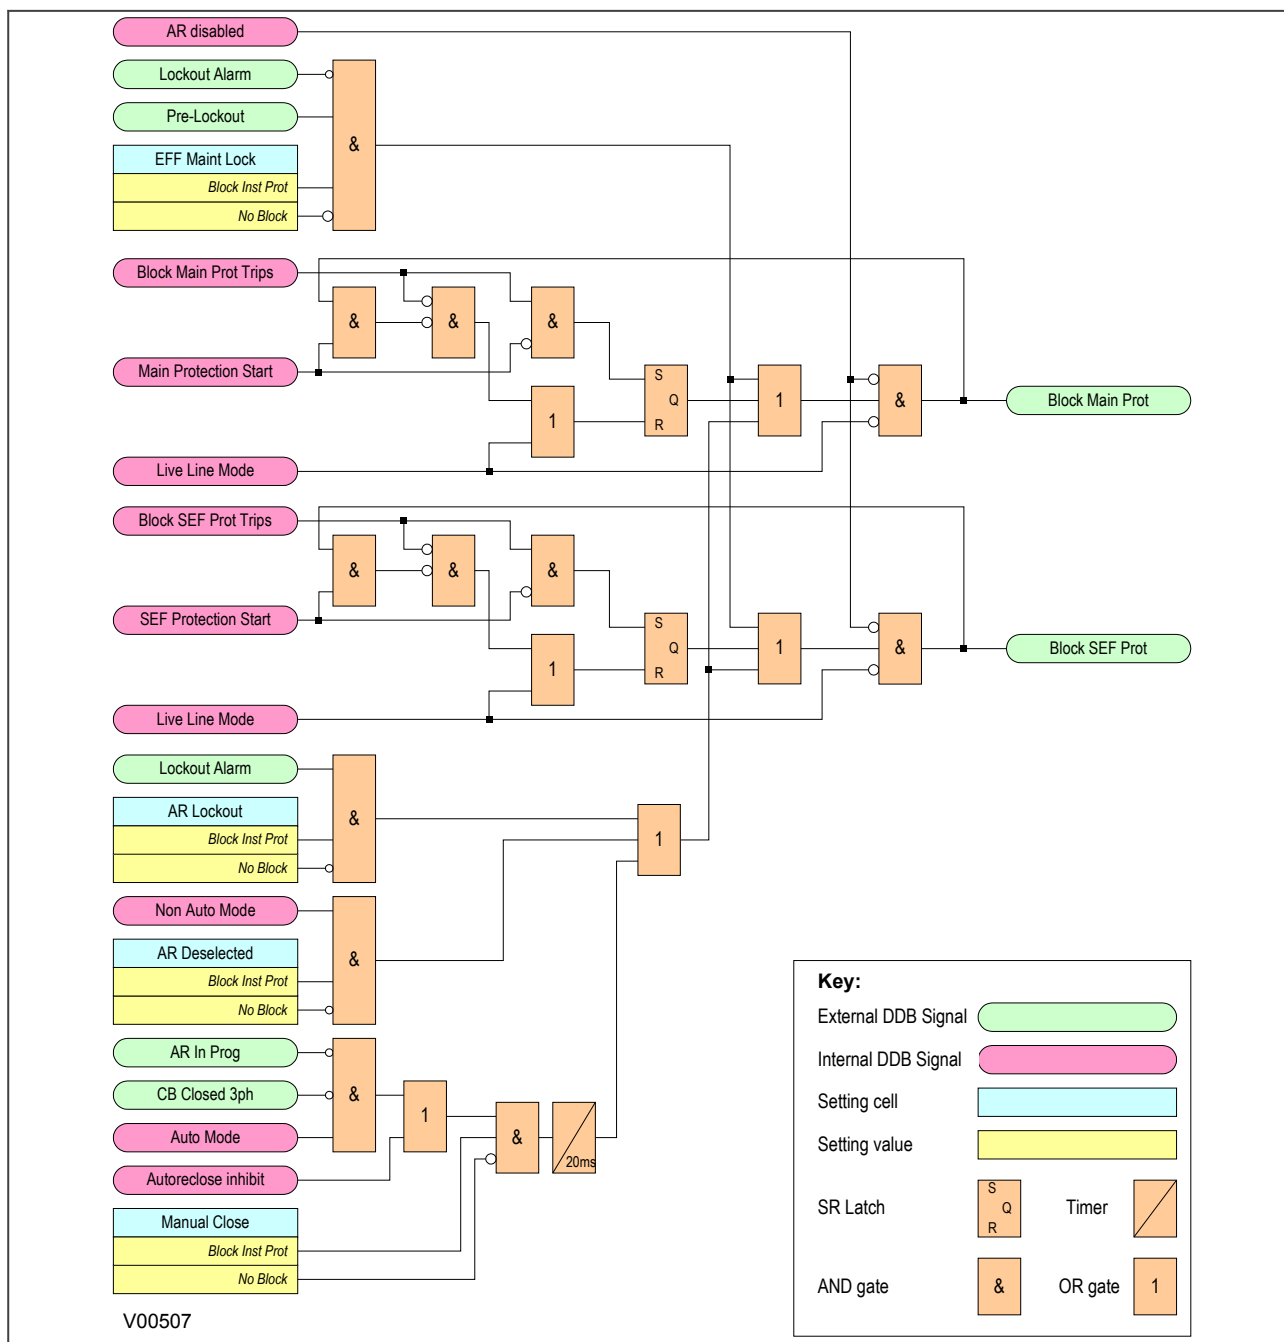 AR disabled
Lockout Alarm
Pre-Lockout
&
EFF Maint Lock
Block Inst Prot
No Block
Block Main Prot Trips
&
&
&
Main Protection Start
S
Q
R
1
1
&
Block Main Prot
Live Line Mode
Block SEF Prot Trips
&
&
&
SEF Protection Start
S
Q
R
1
1
&
Block SEF Prot
Live Line Mode
Lockout Alarm
&
AR Lockout
Block Inst Prot
No Block
1
Non Auto Mode
&
AR Deselected
Block Inst Prot
No Block
AR In Prog
CB Closed 3ph
&
1
Auto Mode
&
20ms
Autoreclose inhibit
Manual Close
Block Inst Prot
No Block
Key:
External DDB Signal
Internal DDB Signal
Setting cell
Setting value
SR Latch
S
Q
R
Timer
AND gate
&
OR gate
1
V00507